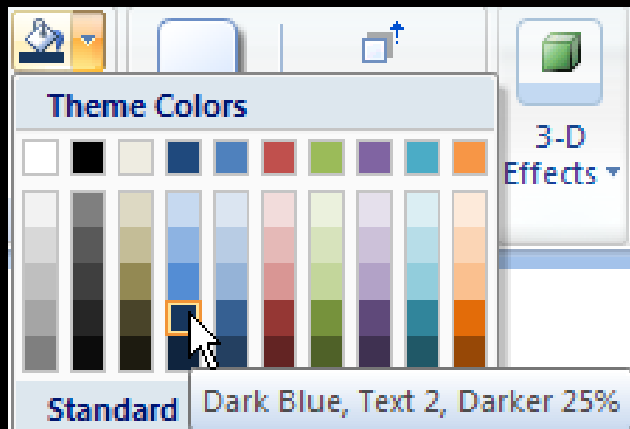 Theme Colors
3-D
Effects
Standard
Dark Blue, Text 2, Darker 25%